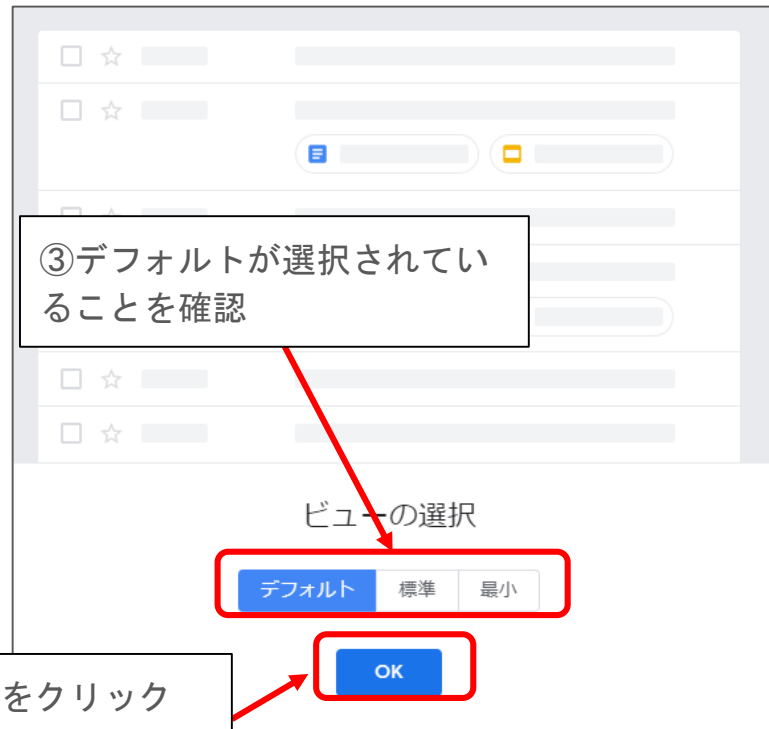 ③デフォルトが選択されてい
ることを確認
ビューの選択
デフォルト 標準 最小
OK
をクリック